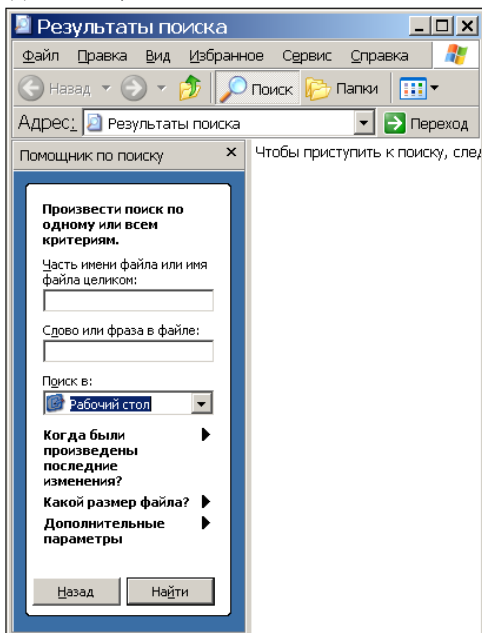 Результаты поиска
Файл Правка Вид Избранное Сервис Справка
Назад Поиск Папки
Адрес: Результаты поиска Переход
Помощник по поиску
Чтобы приступить к поиску, след
Произвести поиск по
одному или всем
критериям.
Часть имени файла или имя
файла целиком:
Слово или фраза в файле:
Поиск в:
Рабочий стол
Когда были
произведены
последние
изменения?
Какой размер файла?
Дополнительные
параметры
Назад Найти